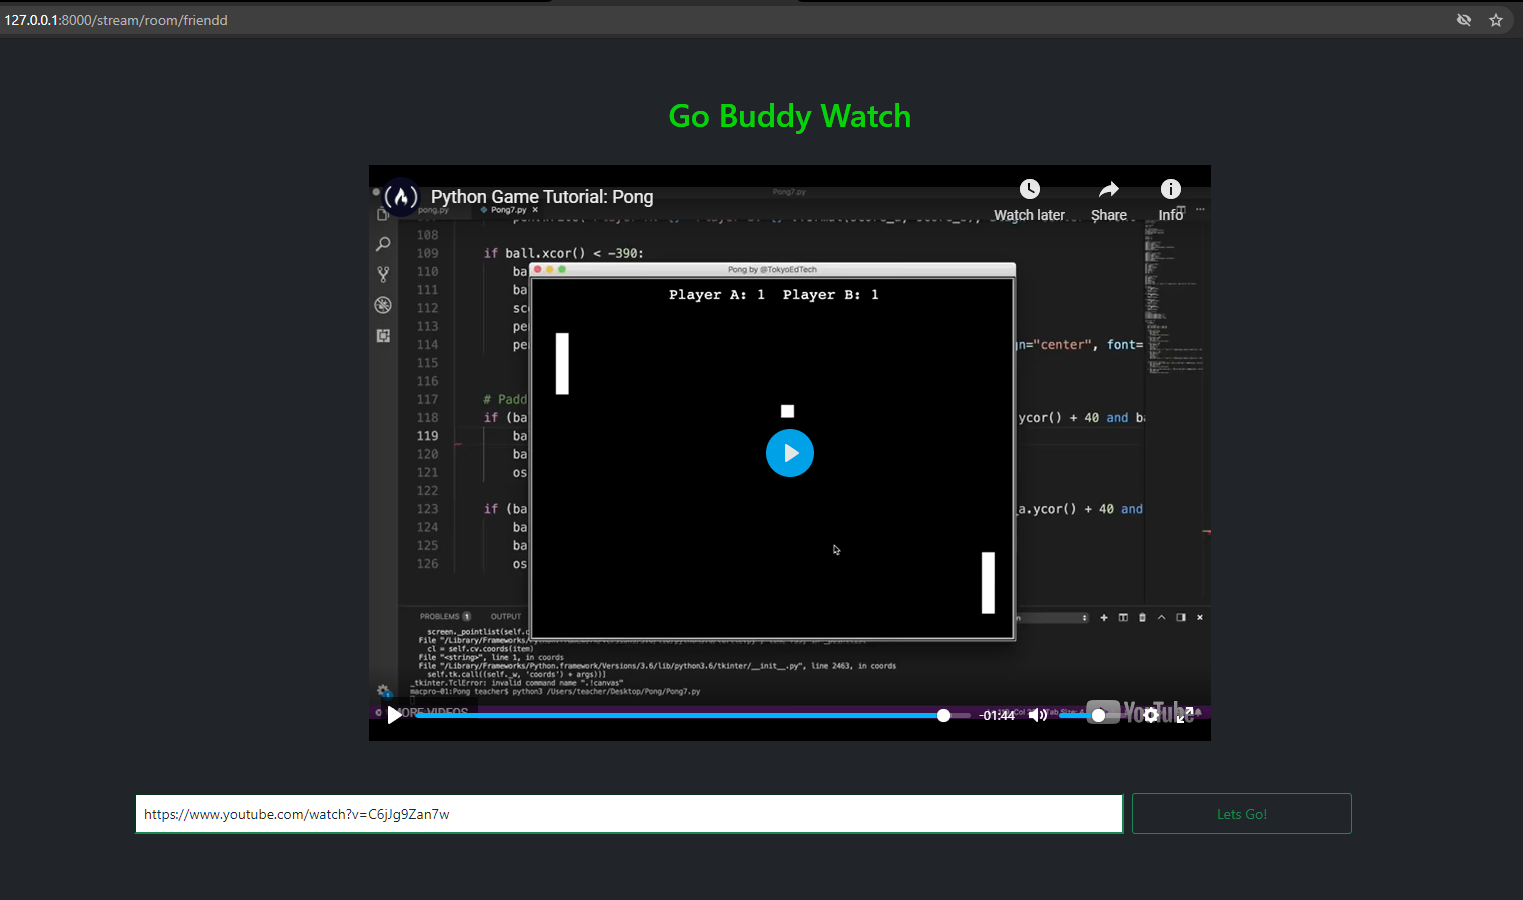 127.0.0.1:8000/stream/room/friendd
Go Buddy Watch
Python Game Tutorial: Pong
Watch later
Share
Info
Pong7.py
pong.py
Pong7.py
108
109 if ball.xcor() < -390:
110 ba
111 ba
112 sc
113 pe
114 pe
gn="center", font=
115
116
117 # Padd
118 if (ba
.ycor() + 40 and ba
119 ba
120 ba
121 os
122
123 if (ba
_a.ycor() + 40 and
124 ba
125 ba
126 os
Pong by @TokyoEdTech
Player A: 1 Player B: 1
PROBLEMS 1 OUTPUT
screen._pointlist(self.c
cl = self.cv.coords(item)
File "<string>", line 1, in coords
File "/Library/Frameworks/Python.framework/Versions/3.6/lib/python3.6/tkinter/__init__.py", line 2463, in coords
self.tk.call((self._w, 'coords') + args))]
_tkinter.TclError: invalid command name ".!canvas"
macpro-01:Pong teacher$ python3 /Users/teacher/Desktop/Pong/Pong7.py
MORE VIDEOS
-01:44
YouTube
https://www.youtube.com/watch?v=C6jJg9Zan7w
Lets Go!